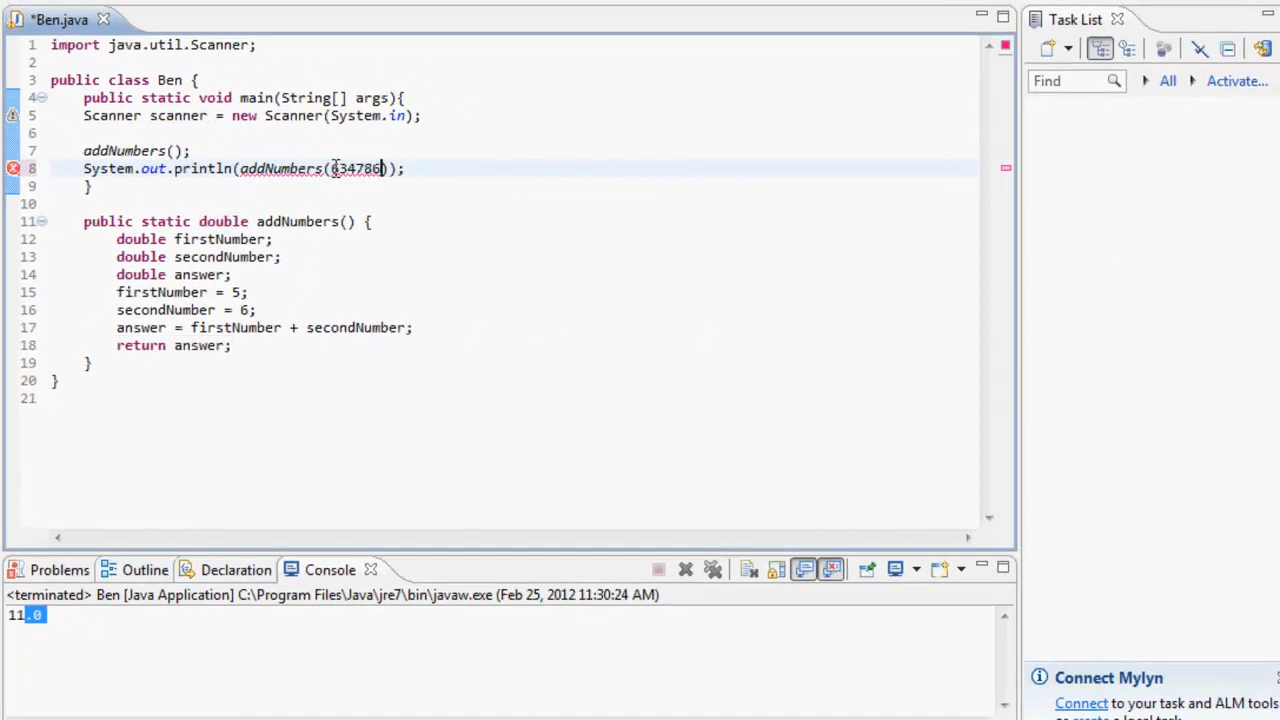 *Ben.java
Task List
1 import java.util.Scanner;
2
3 public class Ben {
4 public static void main(String[] args){
5 Scanner scanner = new Scanner(System.in);
6
7 addNumbers();
8 System.out.println(addNumbers(634786));
9 }
10
11 public static double addNumbers() {
12 double firstNumber;
13 double secondNumber;
14 double answer;
15 firstNumber = 5;
16 secondNumber = 6;
17 answer = firstNumber + secondNumber;
18 return answer;
19 }
20 }
21
Find All Activate...
Problems Outline Declaration Console
<terminated> Ben [Java Application] C:\Program Files\Java\jre7\bin\javaw.exe (Feb 25, 2012 11:30:24 AM)
11.0
Connect Mylyn
Connect to your task and ALM tools
or create a local task.